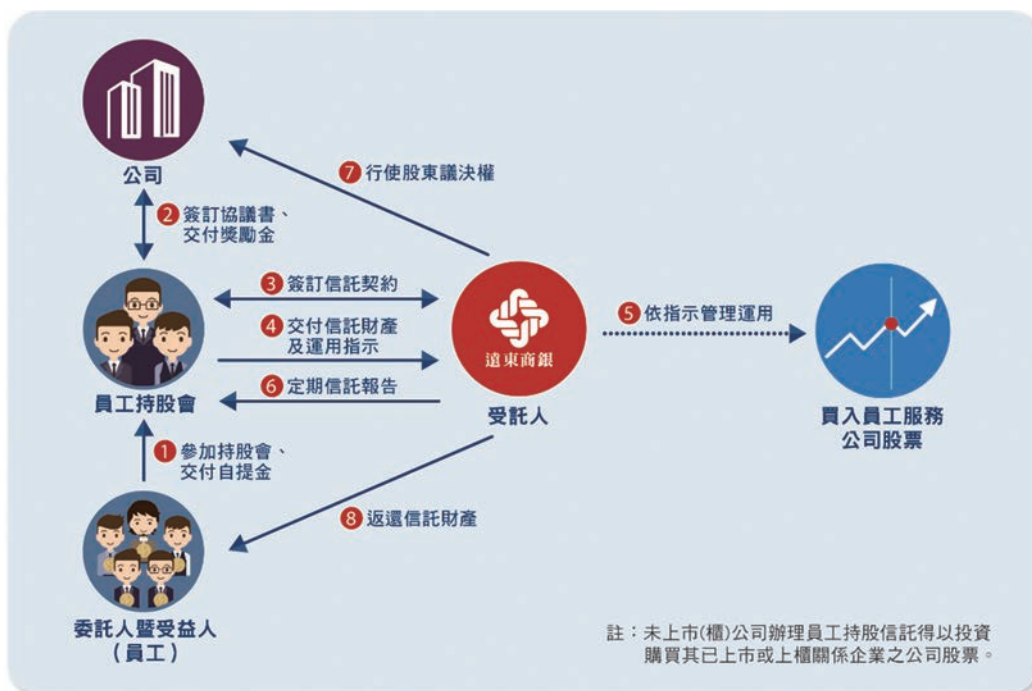 公司
7 行使股東議決權
2 簽訂協議書、
交付獎勵金
3 簽訂信託契約
4 交付信託財產
及運用指示
遠東商銀
5 依指示管理運用
6 定期信託報告
員工持股會
受託人
買入員工服務
公司股票
1 參加持股會、
交付自提金
8 返還信託財產
委託人暨受益人
(員工)
註：未上市(櫃)公司辦理員工持股信託得以投資
購買其已上市或上櫃關係企業之公司股票。